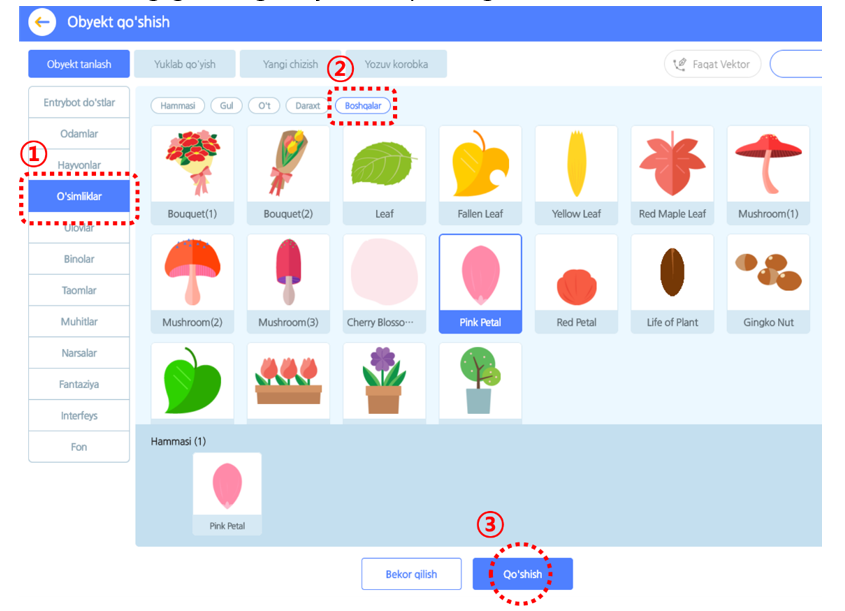 Obyekt qo'shish
Obyekt tanlash
Yuklab qo'yish
Yangi chizish
Yozuv korobka
Faqat Vektor
②
Entrybot do'stlar
Odamlar
Hayvonlar
O'simliklar
Ulovlar
Binolar
Taomlar
Muhitlar
Narsalar
Fantaziya
Interfeys
Fon
①
Hammasi
Gul
O't
Daraxt
Boshqalar
Bouquet(1)
Bouquet(2)
Leaf
Fallen Leaf
Yellow Leaf
Red Maple Leaf
Mushroom(1)
Mushroom(2)
Mushroom(3)
Cherry Blosso···
Pink Petal
Red Petal
Life of Plant
Gingko Nut
Hammasi (1)
Pink Petal
③
Bekor qilish
Qo'shish